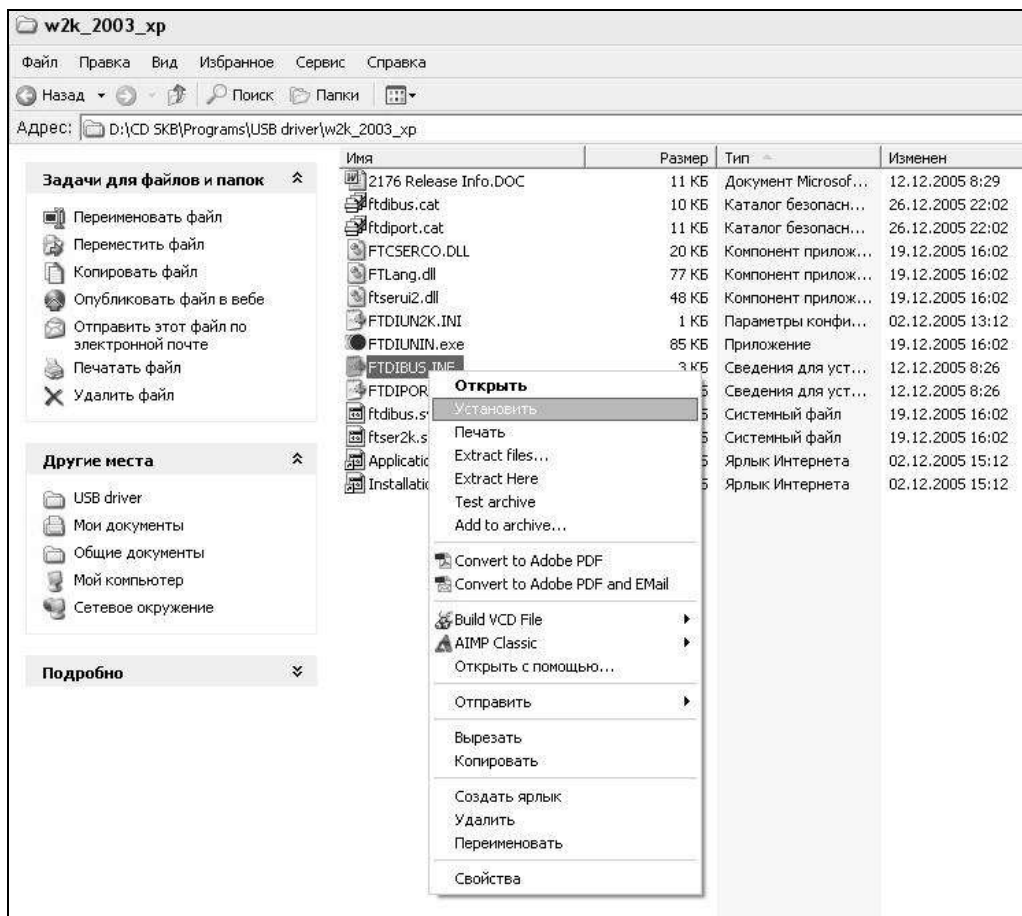 w2k_2003_xp
Файл Правка Вид Избранное Сервис Справка
Назад Поиск Папки
Адрес: D:\CD SKB\Programs\USB driver\w2k_2003_xp
Задачи для файлов и папок
Переименовать файл
Переместить файл
Копировать файл
Опубликовать файл в вебе
Отправить этот файл по
электронной почте
Печатать файл
Удалить файл
Другие места
USB driver
Мои документы
Общие документы
Мой компьютер
Сетевое окружение
Подробно
Имя Размер Тип Изменен
2176 Release Info.DOC 11 КБ Документ Microsof... 12.12.2005 8:29
ftdibus.cat 10 КБ Каталог безопасн... 26.12.2005 22:02
ftdiport.cat 11 КБ Каталог безопасн... 26.12.2005 22:02
FTCSERCO.DLL 20 КБ Компонент прилож... 19.12.2005 16:02
FTLang.dll 77 КБ Компонент прилож... 19.12.2005 16:02
ftserui2.dll 48 КБ Компонент прилож... 19.12.2005 16:02
FTDIUN2K.INI 1 КБ Параметры конфи... 02.12.2005 13:12
FTDIUNIN.exe 85 КБ Приложение 19.12.2005 16:02
FTDIBUS.INF 3 КБ Сведения для уст... 12.12.2005 8:26
FTDIPOR Б Сведения для уст... 12.12.2005 8:26
ftdibus.s Б Системный файл 19.12.2005 16:02
ftser2k.s Б Системный файл 19.12.2005 16:02
Applicatio Б Ярлык Интернета 02.12.2005 15:12
Installatio Б Ярлык Интернета 02.12.2005 15:12
Открыть
Установить
Печать
Extract files...
Extract Here
Test archive
Add to archive...
Convert to Adobe PDF
Convert to Adobe PDF and EMail
Build VCD File
AIMP Classic
Открыть с помощью...
Отправить
Вырезать
Копировать
Создать ярлык
Удалить
Переименовать
Свойства